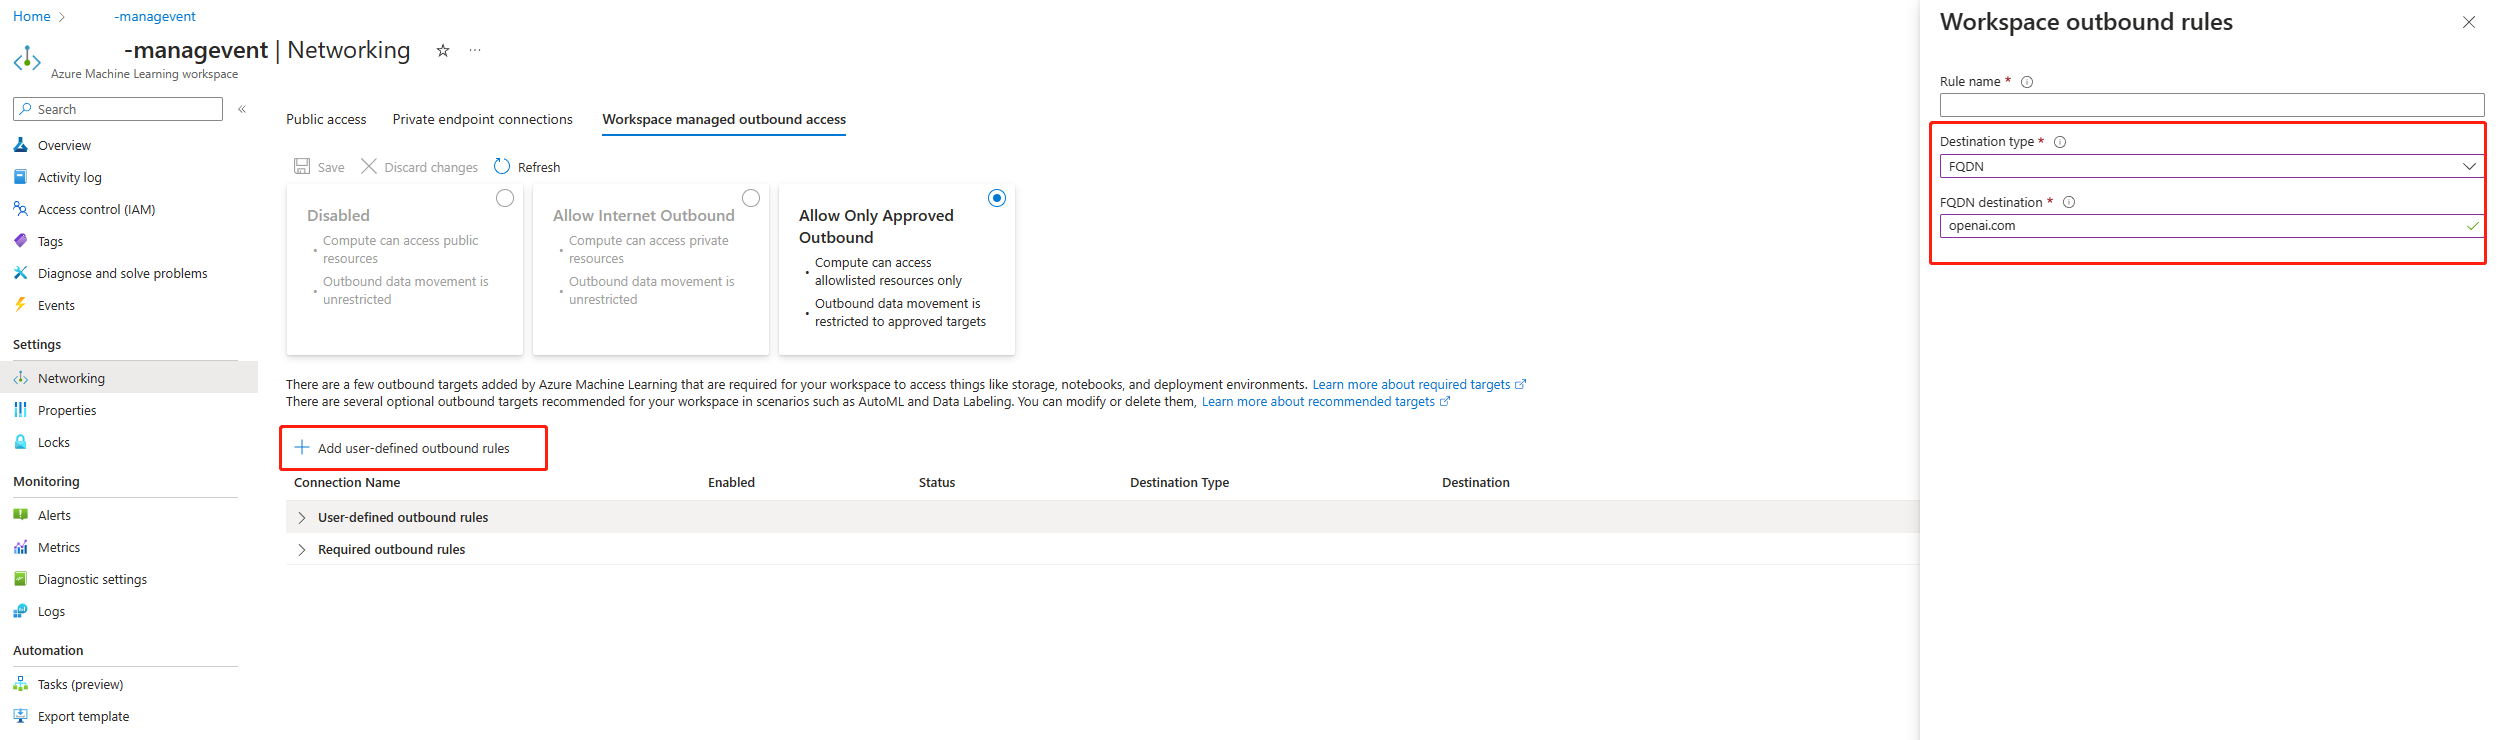 Home
-managevent
-managevent | Networking
Azure Machine Learning workspace
Search
Overview
Activity log
Access control (IAM)
Tags
Diagnose and solve problems
Events
Settings
Networking
Properties
Locks
Monitoring
Alerts
Metrics
Diagnostic settings
Logs
Automation
Tasks (preview)
Export template
Public access
Private endpoint connections
Workspace managed outbound access
Save
Discard changes
Refresh
Disabled
• Compute can access public
resources
• Outbound data movement is
unrestricted
Allow Internet Outbound
• Compute can access private
resources
• Outbound data movement is
unrestricted
Allow Only Approved
Outbound
• Compute can access
allowlisted resources only
• Outbound data movement is
restricted to approved targets
There are a few outbound targets added by Azure Machine Learning that are required for your workspace to access things like storage, notebooks, and deployment environments. Learn more about required targets
There are several optional outbound targets recommended for your workspace in scenarios such as AutoML and Data Labeling. You can modify or delete them, Learn more about recommended targets
Add user-defined outbound rules
Connection Name
Enabled
Status
Destination Type
Destination
User-defined outbound rules
Required outbound rules
Workspace outbound rules
Rule name *
Destination type *
FQDN
FQDN destination *
openai.com